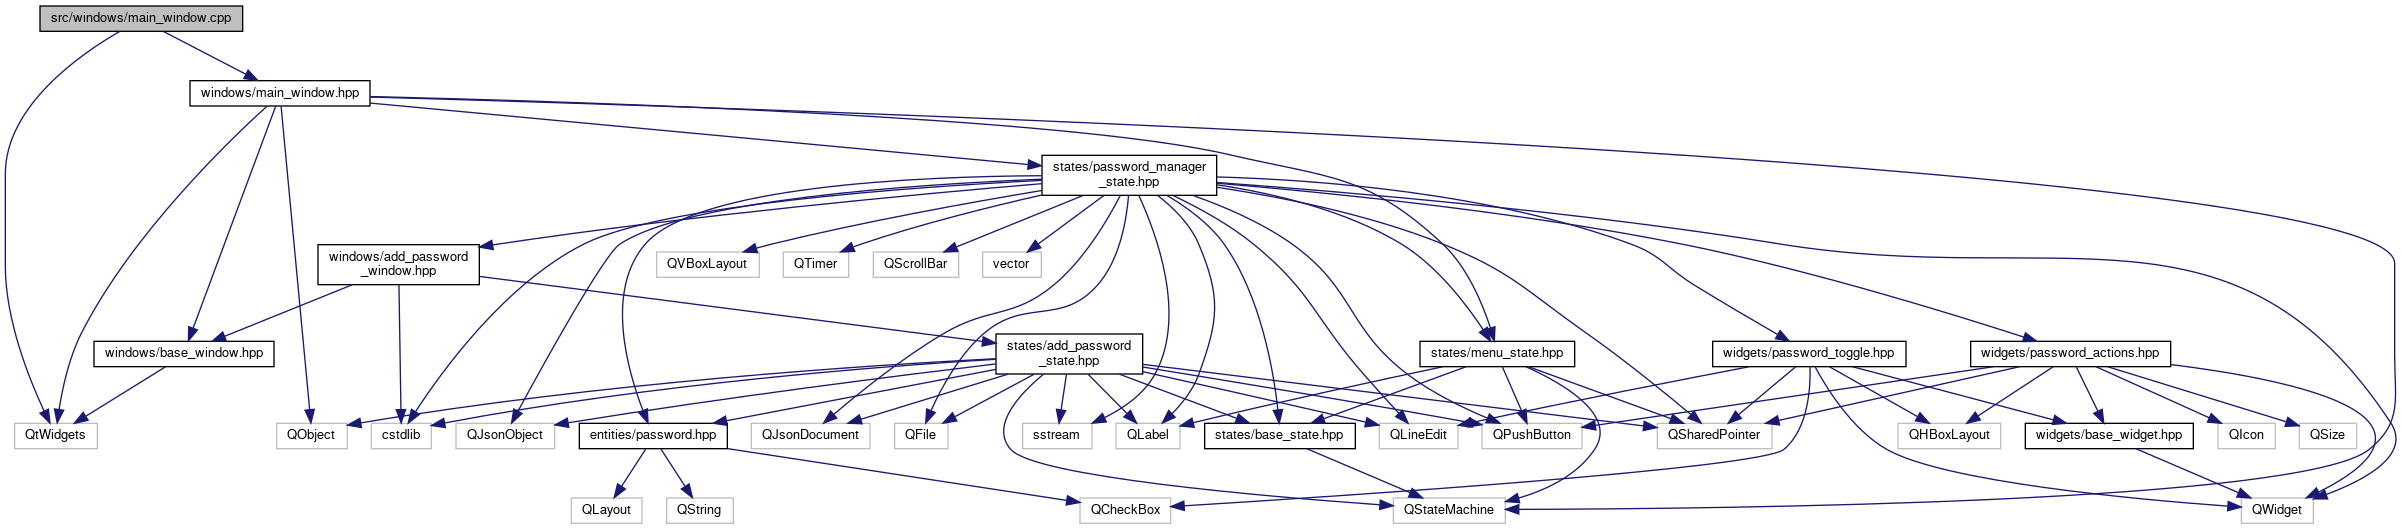 src/windows/main_window.cpp
windows/main_window.hpp
states/password_manager
_state.hpp
windows/add_password
_window.hpp
QVBoxLayout
QTimer
QScrollBar
vector
windows/base_window.hpp
states/add_password
_state.hpp
states/menu_state.hpp
widgets/password_toggle.hpp
widgets/password_actions.hpp
QtWidgets
QObject
cstdlib
QJsonObject
entities/password.hpp
QJsonDocument
QFile
sstream
QLabel
states/base_state.hpp
QLineEdit
QPushButton
QSharedPointer
QHBoxLayout
widgets/base_widget.hpp
QIcon
QSize
QLayout
QString
QCheckBox
QStateMachine
QWidget